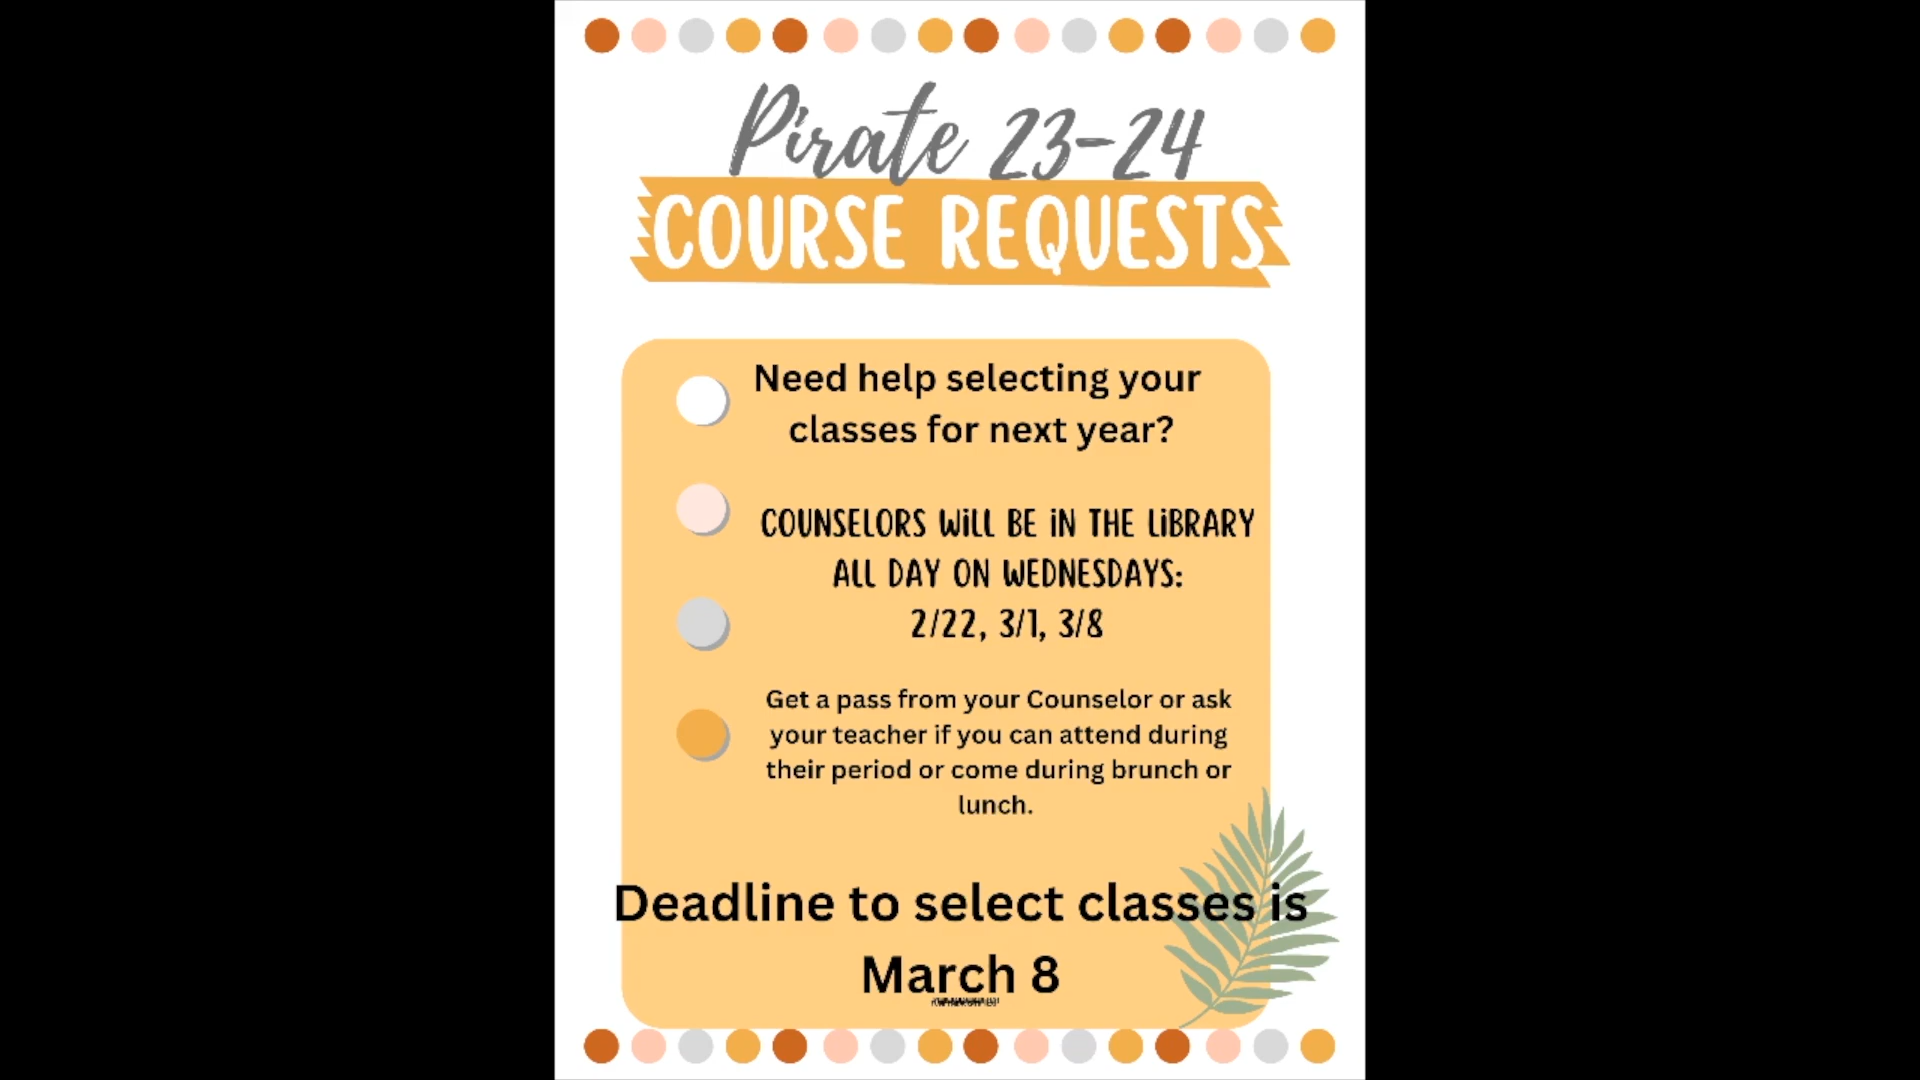 Pirate 23-24
COURSE REQUESTS
Need help selecting your
classes for next year?
COUNSELORS WiLL BE iN THE LiBRARY
ALL DAY ON WEDNESDAYS:
2/22, 3/1, 3/8
Get a pass from your Counselor or ask
your teacher if you can attend during
their period or come during brunch or
lunch.
Deadline to select classes is
March 8